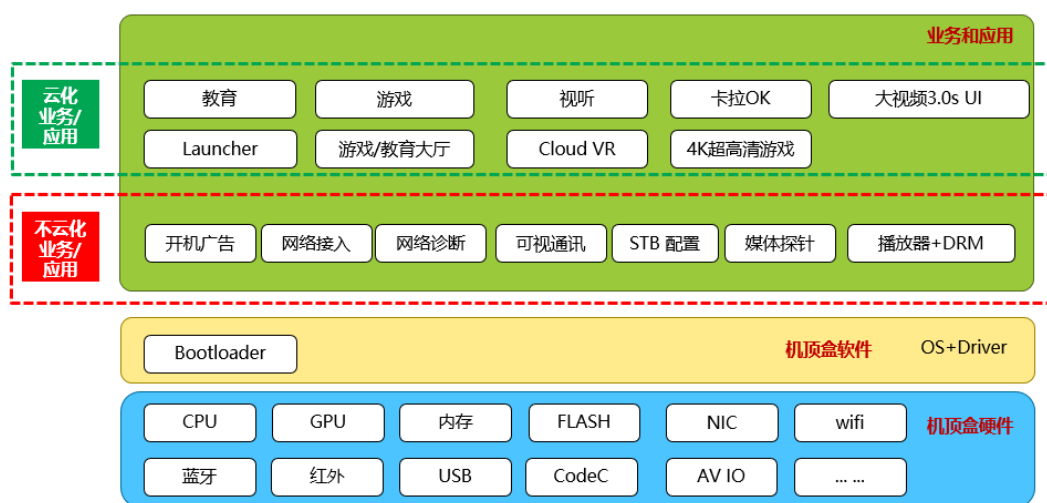 业务和应用
云化
业务/
应用
教育
游戏
视听
卡拉OK
大视频3.0s UI
Launcher
游戏/教育大厅
Cloud VR
4K超高清游戏
不云化
业务/
应用
开机广告
网络接入
网络诊断
可视通讯
STB 配置
媒体探针
播放器+DRM
Bootloader
机顶盒软件
OS+Driver
CPU
GPU
内存
FLASH
NIC
wifi
机顶盒硬件
蓝牙
红外
USB
CodeC
AV IO
... ...